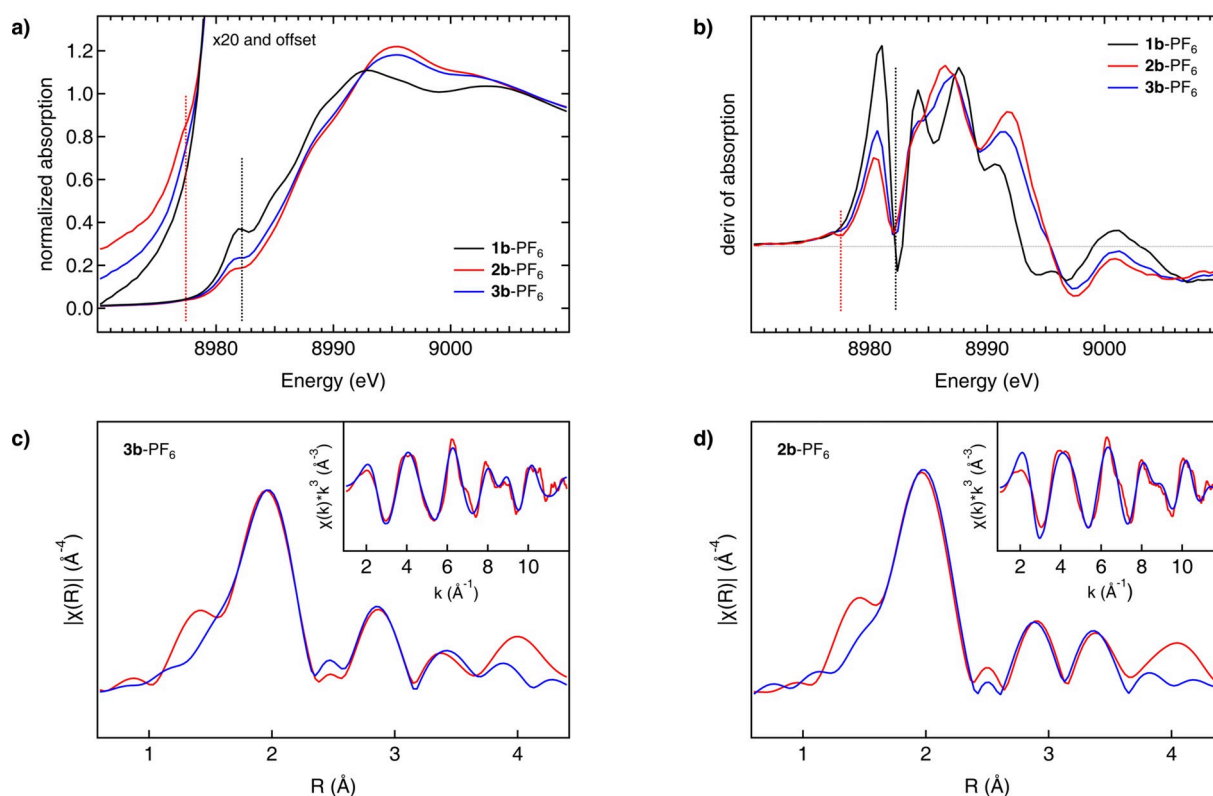 a)
x20 and offset
normalized absorption
1.2
1.0
0.8
0.6
0.4
0.2
0.0
1b-PF6
2b-PF6
3b-PF6
8980
8990
9000
Energy (eV)
b)
deriv of absorption
1b-PF6
2b-PF6
3b-PF6
8980
8990
9000
Energy (eV)
c)
3b-PF6
|χ(R)| (Å-4)
χ(k)*k3 (Å-3)
2
4
6
8
10
k (Å-1)
1
2
3
4
R (Å)
d)
2b-PF6
|χ(R)| (Å-4)
χ(k)*k3 (Å-3)
2
4
6
8
10
k (Å-1)
1
2
3
4
R (Å)